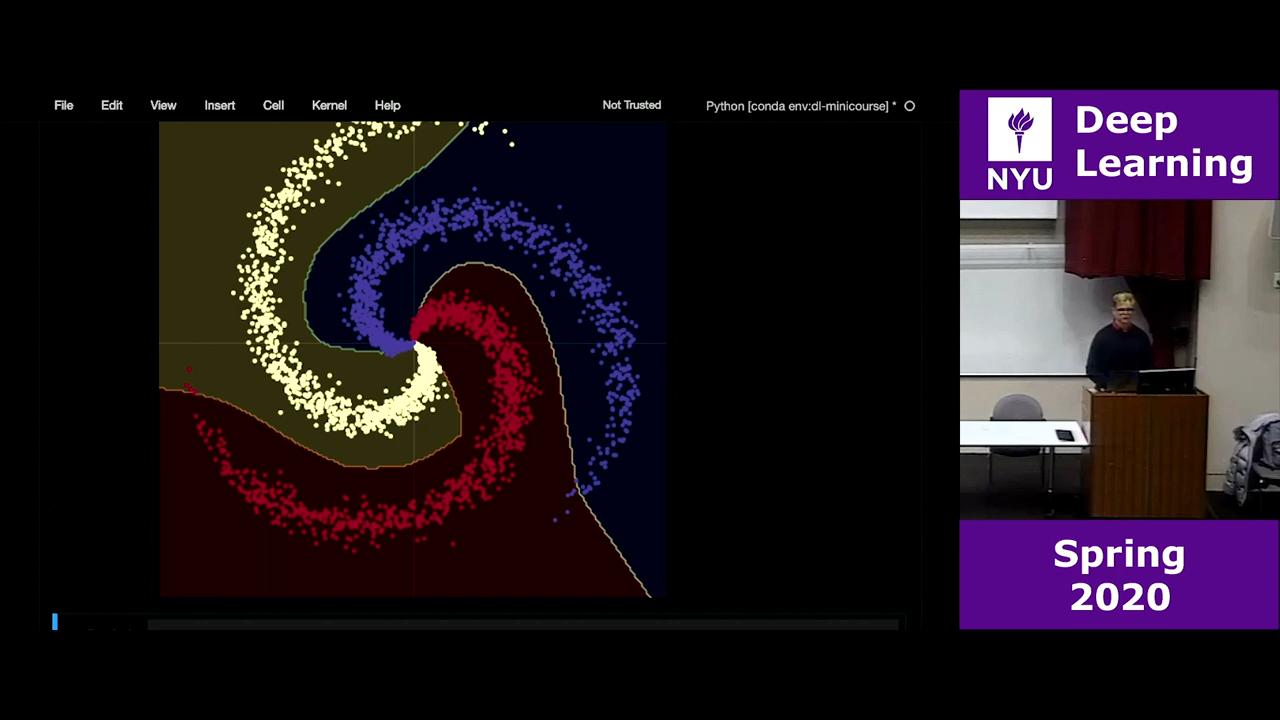 File Edit View Insert Cell Kernel Help Not Trusted Python [conda env:dl-minicourse] *
NYU
Deep
Learning
Spring
2020